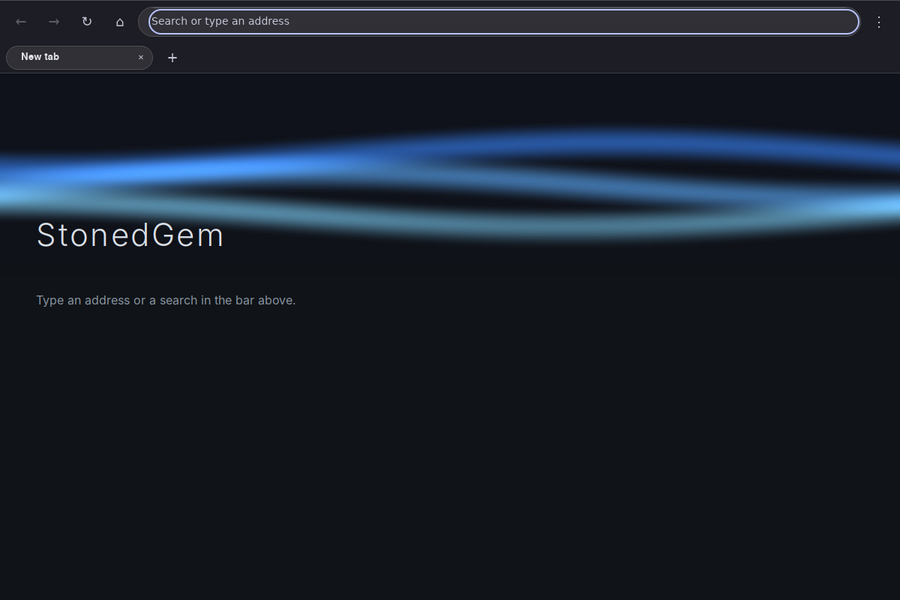 Search or type an address
New tab
StonedGem
Type an address or a search in the bar above.